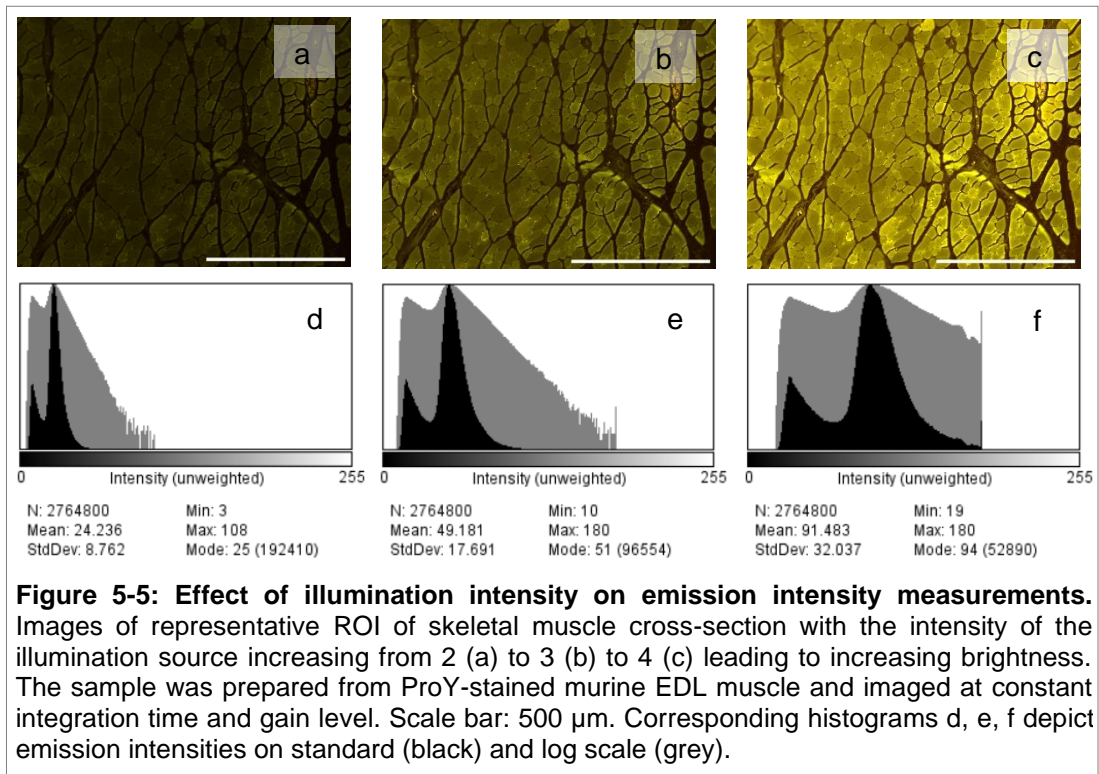 a
b
c
d
e
f
0 Intensity (unweighted) 255
0 Intensity (unweighted) 255
0 Intensity (unweighted) 255
N: 2764800 Min: 3
Mean: 24.236 Max: 108
StdDev: 8.762 Mode: 25 (192410)
N: 2764800 Min: 10
Mean: 49.181 Max: 180
StdDev: 17.691 Mode: 51 (96554)
N: 2764800 Min: 19
Mean: 91.483 Max: 180
StdDev: 32.037 Mode: 94 (52890)
Figure 5-5: Effect of illumination intensity on emission intensity measurements.
Images of representative ROI of skeletal muscle cross-section with the intensity of the
illumination source increasing from 2 (a) to 3 (b) to 4 (c) leading to increasing brightness.
The sample was prepared from ProY-stained murine EDL muscle and imaged at constant
integration time and gain level. Scale bar: 500 µm. Corresponding histograms d, e, f depict
emission intensities on standard (black) and log scale (grey).